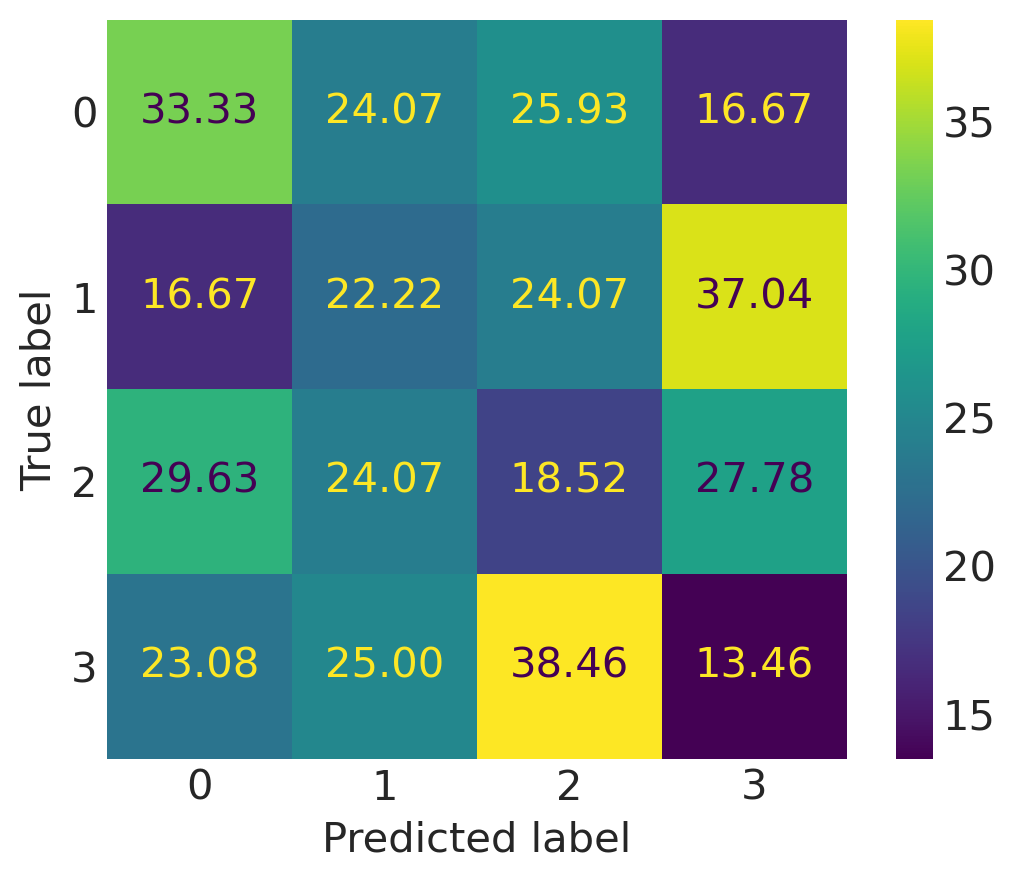 0 33.33 24.07 25.93 16.67
1 16.67 22.22 24.07 37.04
2 29.63 24.07 18.52 27.78
3 23.08 25.00 38.46 13.46
0 1 2 3
Predicted label
True label
35
30
25
20
15